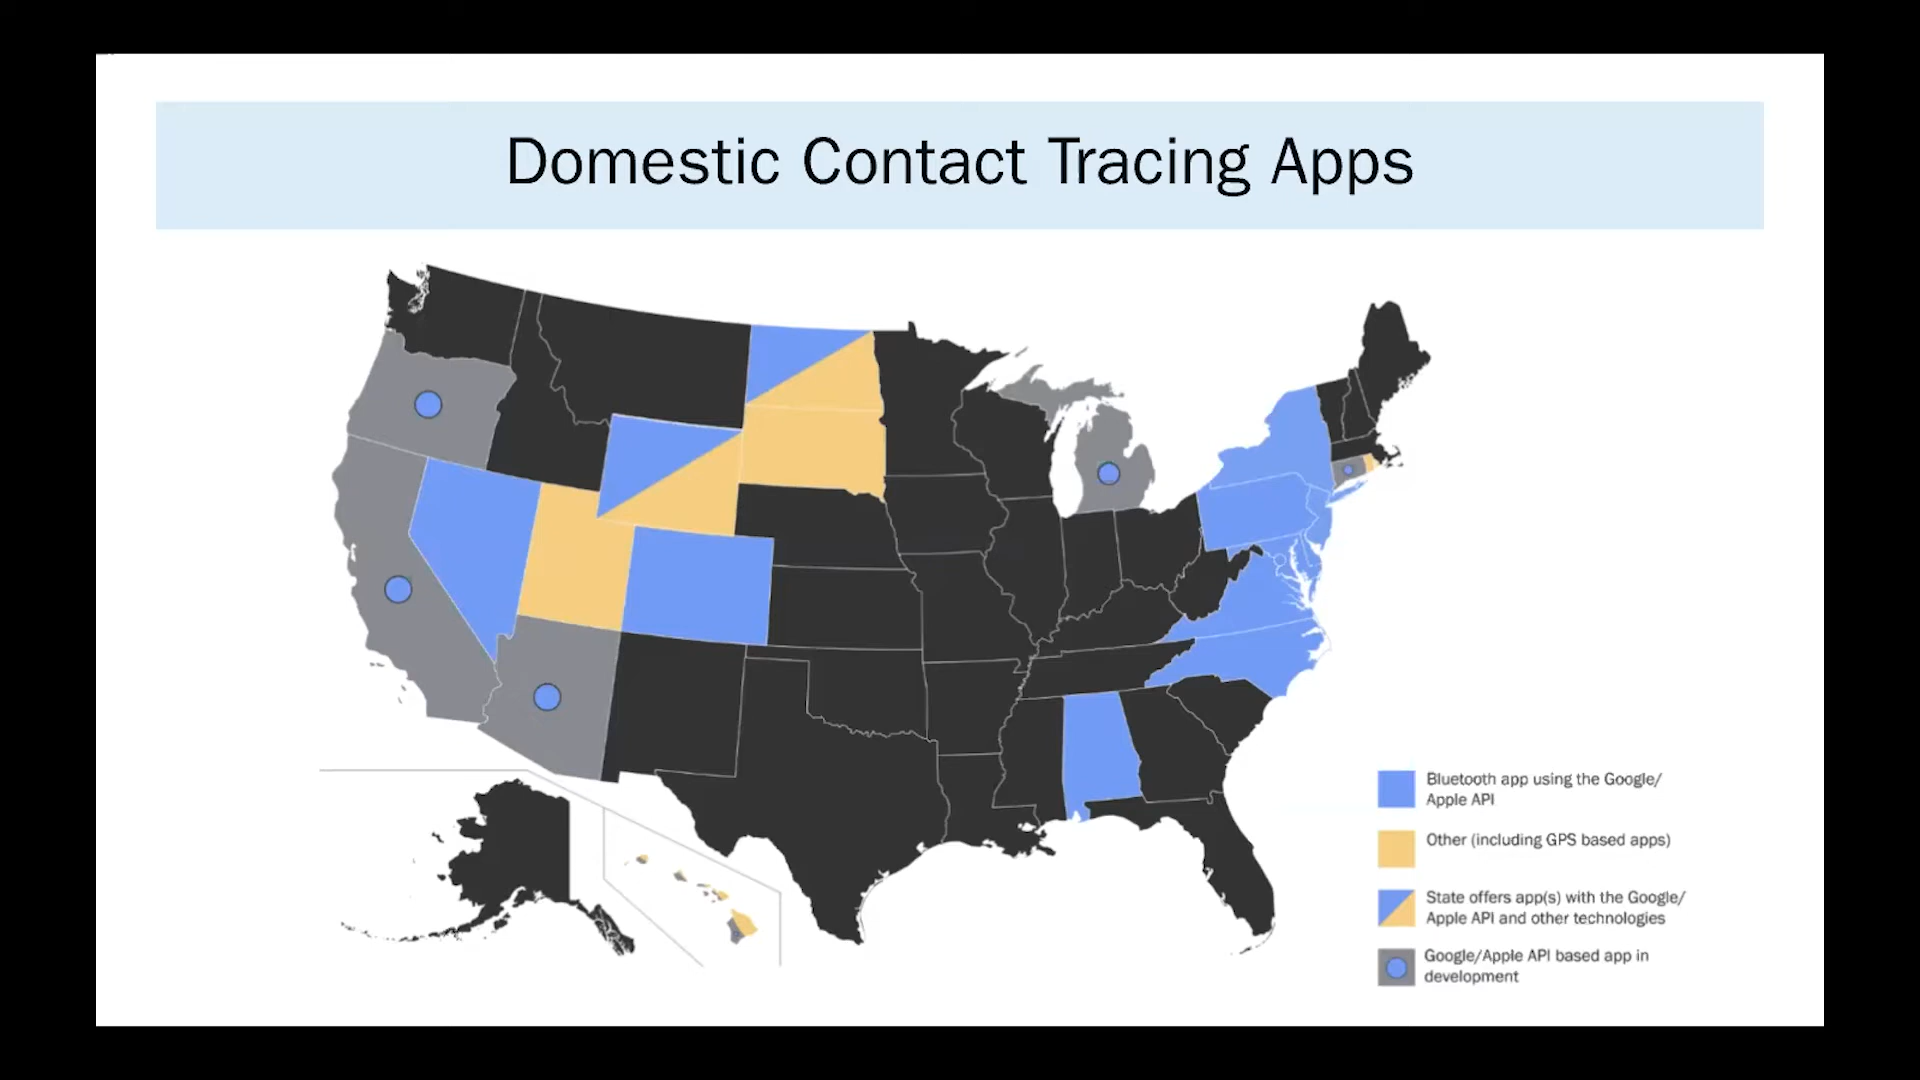 Domestic Contact Tracing Apps
Bluetooth app using the Google/
Apple API
Other (including GPS based apps)
State offers app(s) with the Google/
Apple API and other technologies
Google/Apple API based app in
development